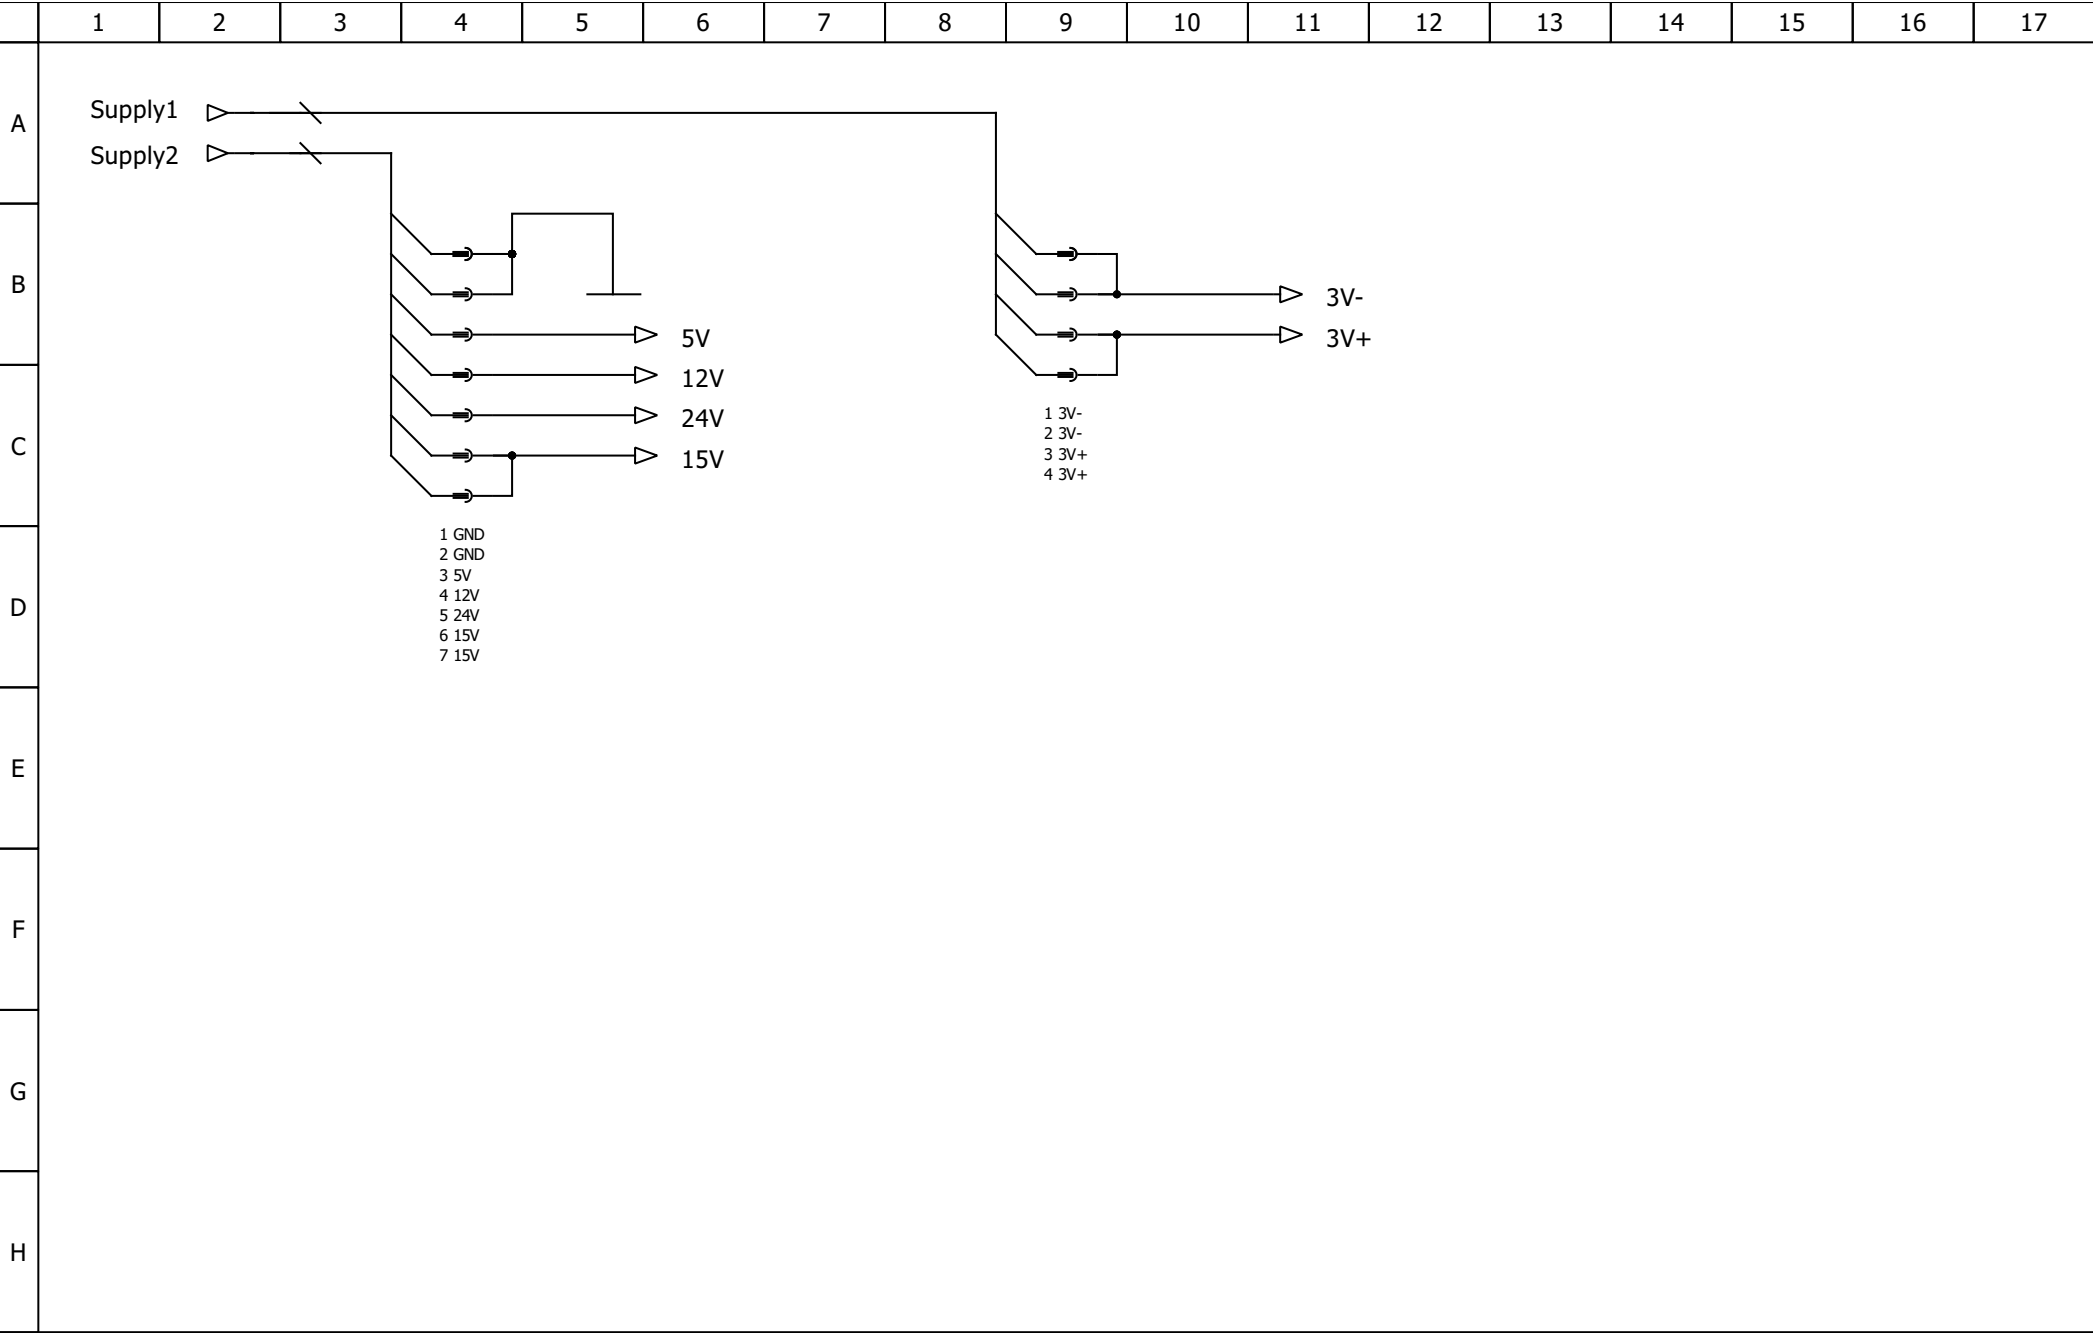 1 2 3 4 5 6 7 8 9 10 11 12 13 14 15 16 17
A
Supply1
Supply2
B
3V-
5V
3V+
12V
24V
C
15V
1 3V-
2 3V-
3 3V+
4 3V+
1 GND
2 GND
3 5V
4 12V
5 24V
6 15V
7 15V
D
E
F
G
H